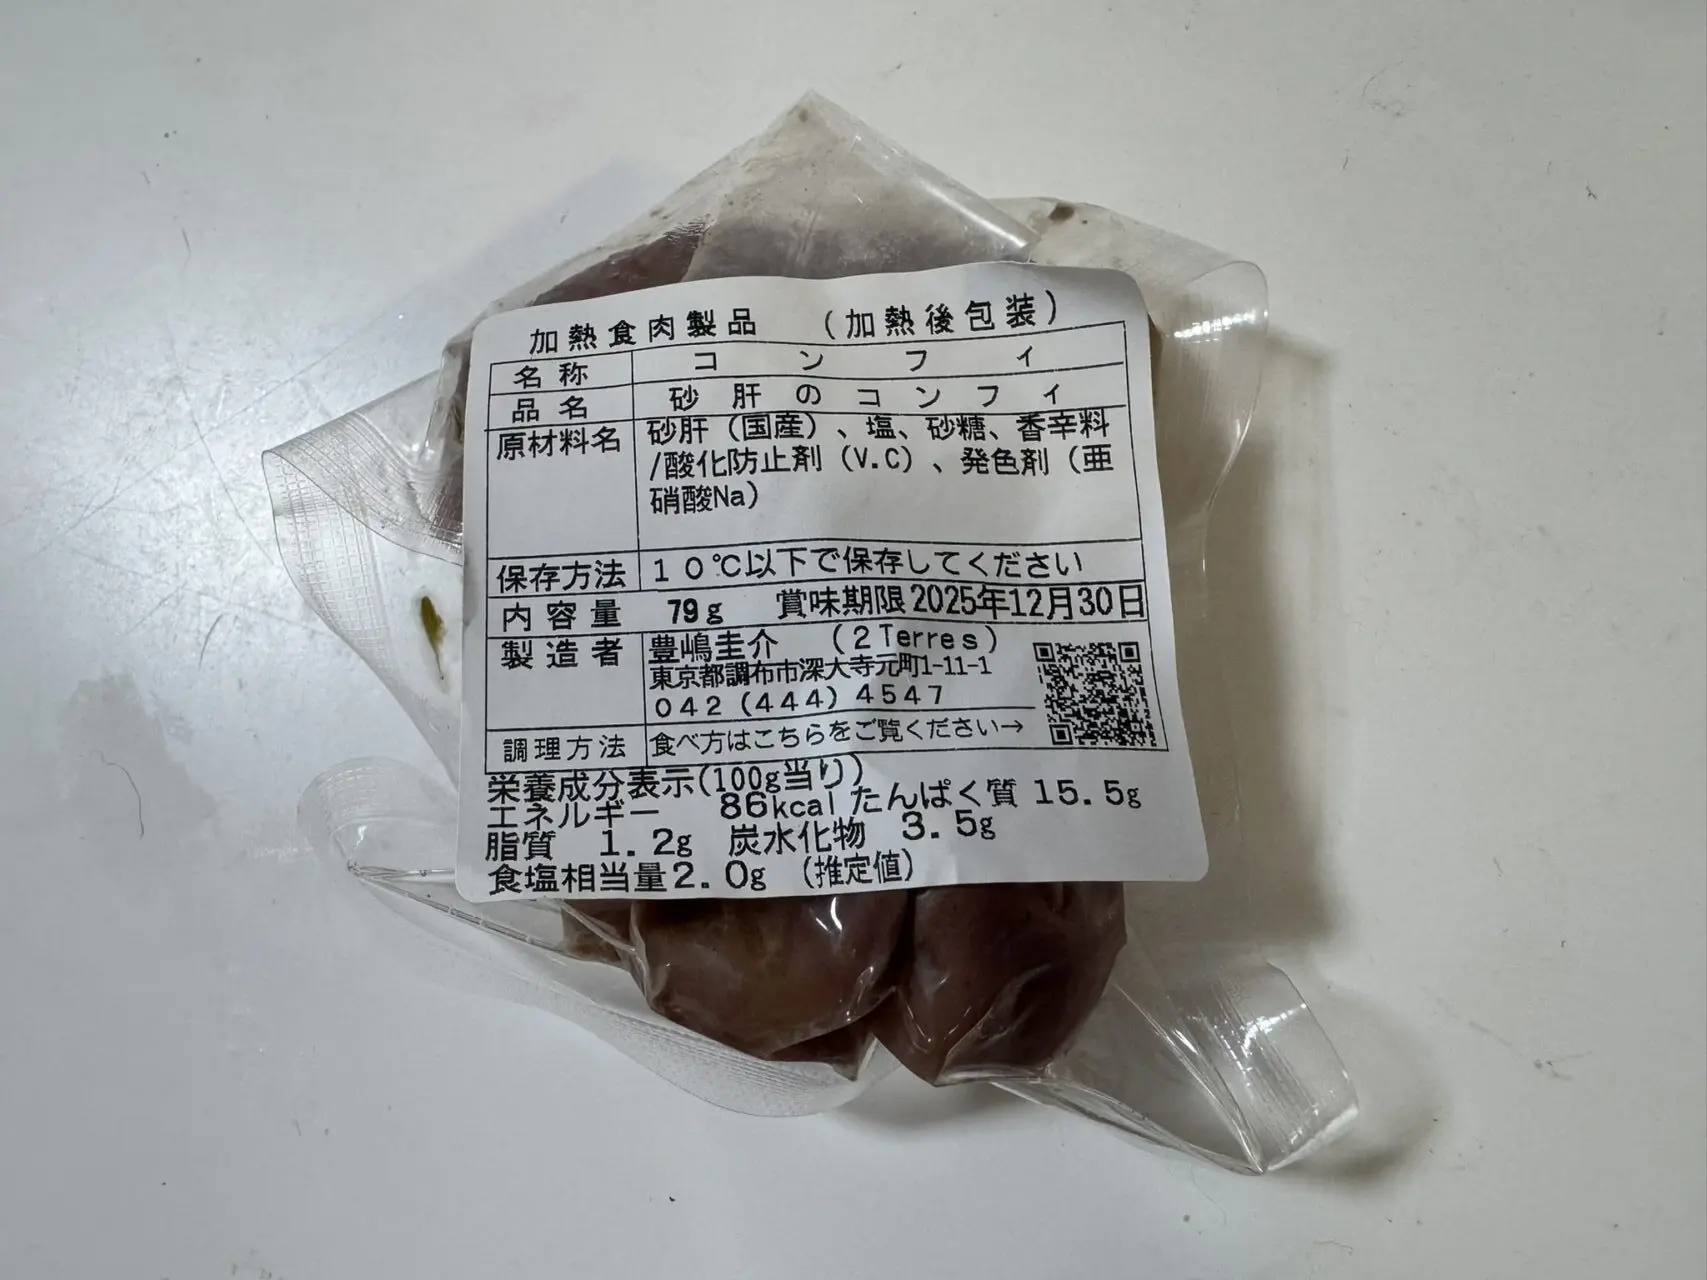 加熱食肉製品 （加熱後包装）
名称 コンフィ
品名 砂肝のコンフィ
原材料名 砂肝（国産）、塩、砂糖、香辛料
/酸化防止剤（V.C）、発色剤（亜
硝酸Na）
保存方法 １０℃以下で保存してください
内容量 79g 賞味期限2025年12月30日
製造者 豊嶋圭介 （２Terres）
東京都調布市深大寺元町1-11-1
０４２（４４４）４５４７
調理方法 食べ方はこちらをご覧ください→
栄養成分表示(100g当り)
エネルギー 86kcal たんぱく質 15.5g
脂質 1.2g 炭水化物 3.5g
食塩相当量2.0g （推定値）